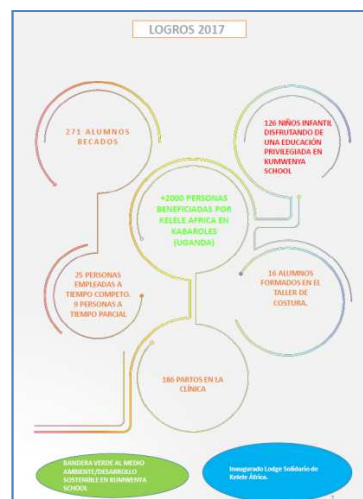 LOGROS 2017
271 ALUMNOS
BECADOS
126 NIÑOS INFANTIL
DISFRUTANDO DE
UNA EDUCACIÓN
PRIVILEGIADA EN
KUMWENYA
SCHOOL
+2000 PERSONAS
BENEFICIADAS POR
KELELE AFRICA EN
KABAROLES
(UGANDA)
25 PERSONAS
EMPLEADAS A
TIEMPO COMPETO.
9 PERSONAS A
TIEMPO PARCIAL
16 ALUMNOS
FORMADOS EN EL
TALLER DE
COSTURA.
186 PARTOS EN LA
CLÍNICA
BANDERA VERDE AL MEDIO
AMBIENTE/DESARROLLO
SOSTENIBLE EN KUMWENYA
SCHOOL
Inaugurado Lodge Solidario de
Kelele África.